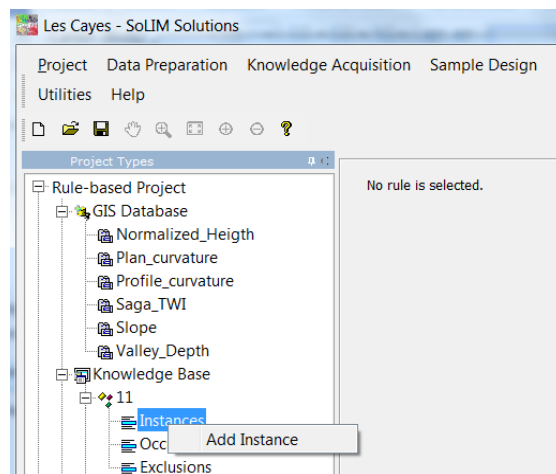 Les Cayes - SoLIM Solutions
Project Data Preparation Knowledge Acquisition Sample Design
Utilities Help
Project Types
No rule is selected.
Rule-based Project
GIS Database
Normalized_Heigth
Plan_curvature
Profile_curvature
Saga_TWI
Slope
Valley_Depth
Knowledge Base
11
Instances
Add Instance
Occ
Exclusions